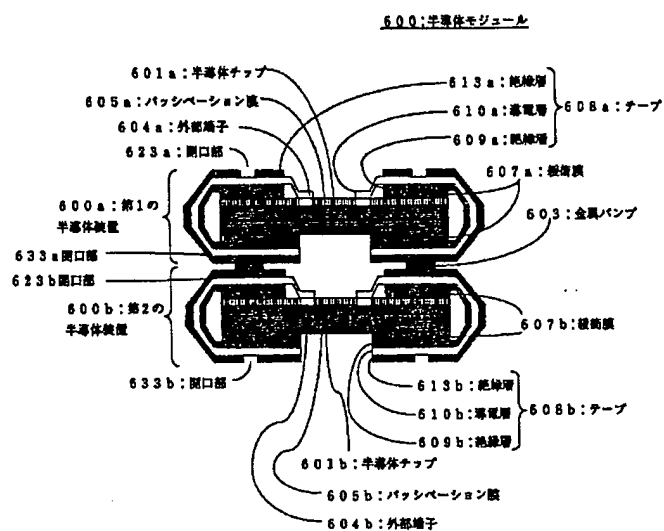 600:半導体モジュール
601a:半導体チップ
605a:パッシベーション膜
604a:外部端子
623a:開口部
613a:絶縁層
610a:導電層
609a:絶縁層
608a:テープ
607a:緩衝膜
603:金属バンプ
600a:第1の
半導体装置
633a開口部
623b開口部
600b:第2の
半導体装置
633b:開口部
607b:緩衝膜
613b:絶縁層
610b:導電層
609b:絶縁層
608b:テープ
601b:半導体チップ
605b:パッシベーション膜
604b:外部端子